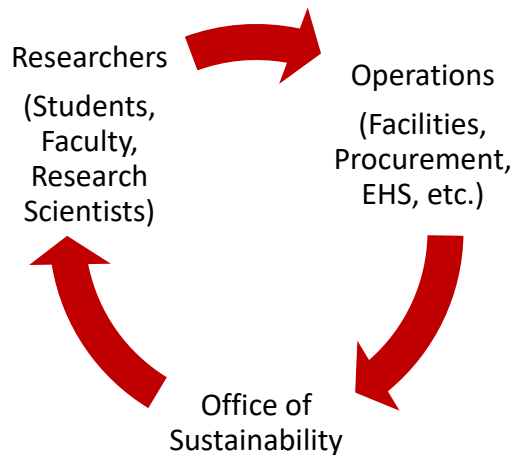 Researchers
(Students,
Faculty,
Research
Scientists)
Operations
(Facilities,
Procurement,
EHS, etc.)
Office of
Sustainability